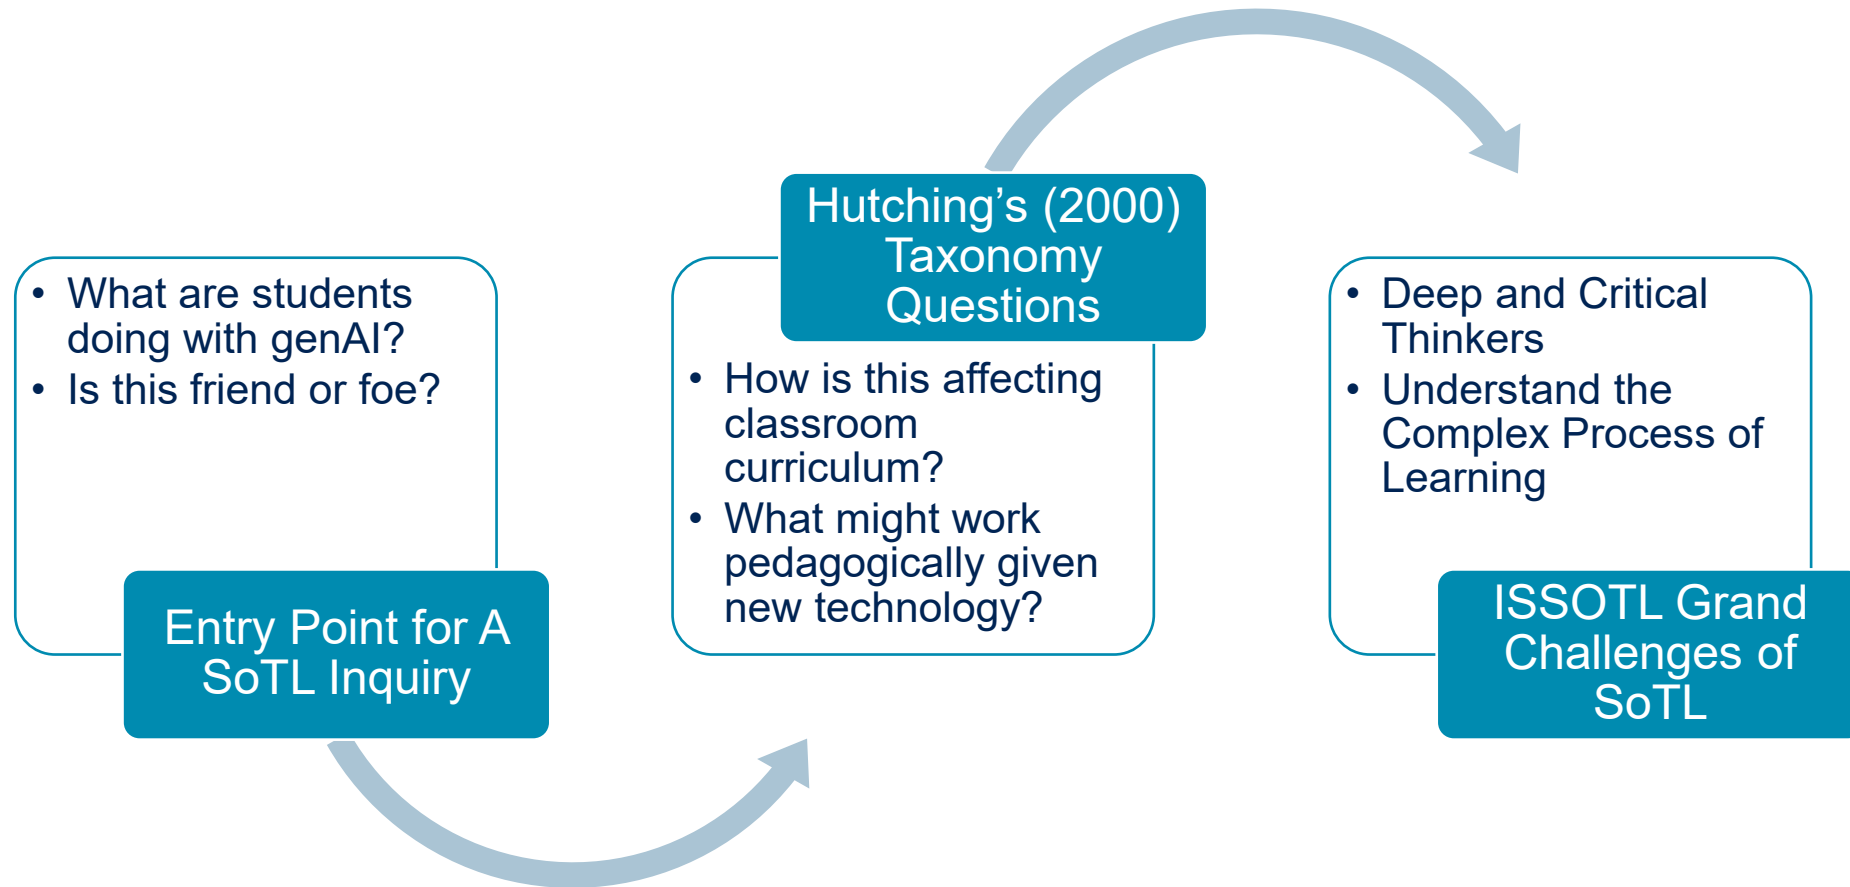 • What are students
doing with genAI?
• Is this friend or foe?
Entry Point for A
SoTL Inquiry
Hutching’s (2000)
Taxonomy
Questions
• How is this affecting
classroom
curriculum?
• What might work
pedagogically given
new technology?
• Deep and Critical
Thinkers
• Understand the
Complex Process of
Learning
ISSOTL Grand
Challenges of
SoTL